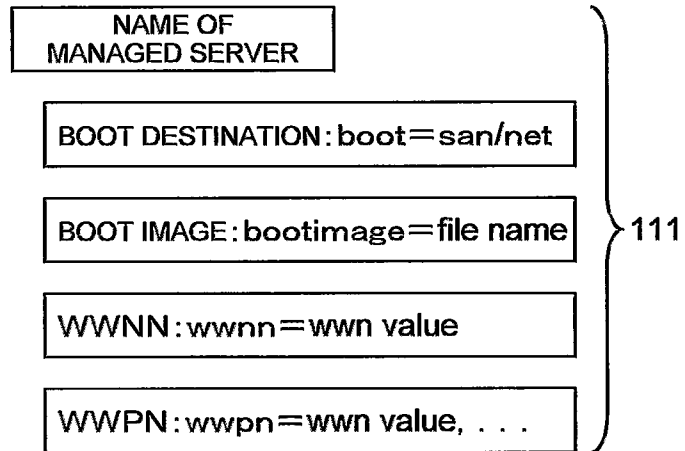 NAME OF
MANAGED SERVER
BOOT DESTINATION:boot=san/net
BOOT IMAGE:bootimage=file name
111
WWNN:wwnn=wwn value
WWPN:wwpn=wwn value, . . .